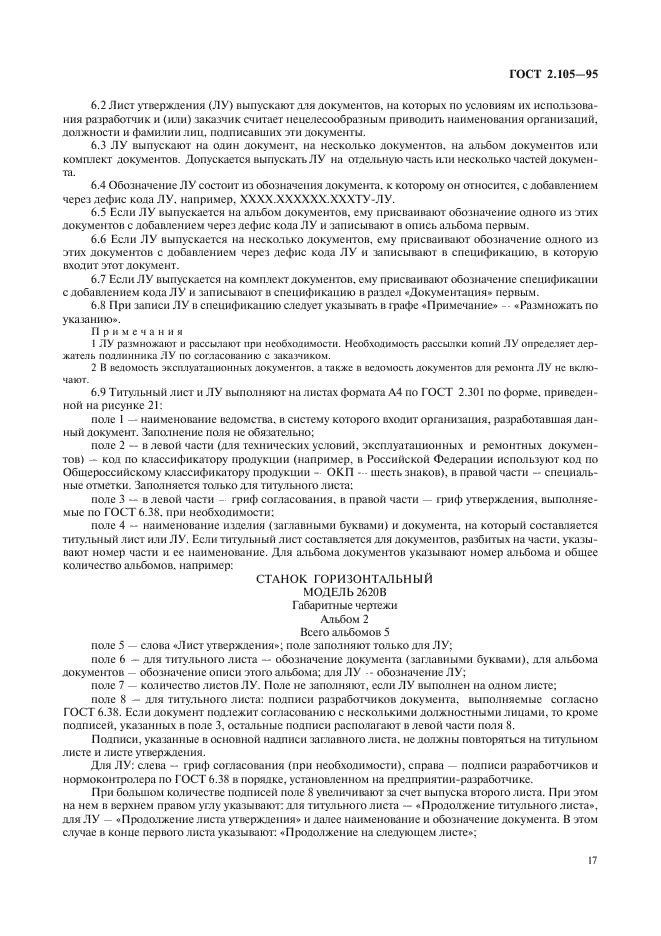 ГОСТ 2.105—95
6.2 Лист утверждения (ЛУ) выпускают для документов, на которых по условиям их использова-
ния разработчик и (или) заказчик считает нецелесообразным приводить наименования организаций,
должности и фамилии лиц, подписавших эти документы.
6.3 ЛУ выпускают на один документ, на несколько документов, на альбом документов или
комплект документов. Допускается выпускать ЛУ на отдельную часть или несколько частей докумен-
та.
6.4 Обозначение ЛУ состоит из обозначения документа, к которому он относится, с добавлением
через дефис кода ЛУ, например, ХХХХ.ХХХХХХ.ХХХТУ-ЛУ.
6.5 Если ЛУ выпускается на альбом документов, ему присваивают обозначение одного из этих
документов с добавлением через дефис кода ЛУ и записывают в опись альбома первым.
6.6 Если ЛУ выпускается на несколько документов, ему присваивают обозначение одного из
этих документов с добавлением через дефис кода ЛУ и записывают в спецификацию, в которую
входит этот документ.
6.7 Если ЛУ выпускается на комплект документов, ему присваивают обозначение спецификации
с добавлением кода ЛУ и записывают в спецификацию в раздел «Документация» первым.
6.8 При записи ЛУ в спецификацию следует указывать в графе «Примечание» — «Размножать по
указанию».
Примечания
1 ЛУ размножают и рассылают при необходимости. Необходимость рассылки копий ЛУ определяет дер-
жатель подлинника ЛУ по согласованию с заказчиком.
2 В ведомость эксплуатационных документов, а также в ведомость документов для ремонта ЛУ не вклю-
чают.
6.9 Титульный лист и ЛУ выполняют на листах формата А4 по ГОСТ 2.301 по форме, приведен-
ной на рисунке 21:
поле 1 — наименование ведомства, в систему которого входит организация, разработавшая дан-
ный документ. Заполнение поля не обязательно;
поле 2 — в левой части (для технических условий, эксплуатационных и ремонтных докумен-
тов) — код по классификатору продукции (например, в Российской Федерации используют код по
Общероссийскому классификатору продукции — ОКП — шесть знаков), в правой части — специаль-
ные отметки. Заполняется только для титульного листа;
поле 3 — в левой части — гриф согласования, в правой части — гриф утверждения, выполняе-
мые по ГОСТ 6.38, при необходимости;
поле 4 — наименование изделия (заглавными буквами) и документа, на который составляется
титульный лист или ЛУ. Если титульный лист составляется для документов, разбитых на части, указы-
вают номер части и ее наименование. Для альбома документов указывают номер альбома и общее
количество альбомов, например:
СТАНОК ГОРИЗОНТАЛЬНЫЙ
МОДЕЛЬ 2620В
Габаритные чертежи
Альбом 2
Всего альбомов 5
поле 5 — слова «Лист утверждения»; поле заполняют только для ЛУ;
поле 6 — для титульного листа — обозначение документа (заглавными буквами), для альбома
документов — обозначение описи этого альбома; для ЛУ — обозначение ЛУ;
поле 7 — количество листов ЛУ. Поле не заполняют, если ЛУ выполнен на одном листе;
поле 8 — для титульного листа: подписи разработчиков документа, выполняемые согласно
ГОСТ 6.38. Если документ подлежит согласованию с несколькими должностными лицами, то кроме
подписей, указанных в поле 3, остальные подписи располагают в левой части поля 8.
Подписи, указанные в основной надписи заглавного листа, не должны повторяться на титульном
листе и листе утверждения.
Для ЛУ: слева — гриф согласования (при необходимости), справа — подписи разработчиков и
нормоконтролера по ГОСТ 6.38 в порядке, установленном на предприятии-разработчике.
При большом количестве подписей поле 8 увеличивают за счет выпуска второго листа. При этом
на нем в верхнем правом углу указывают: для титульного листа — «Продолжение титульного листа»,
для ЛУ — «Продолжение листа утверждения» и далее наименование и обозначение документа. В этом
случае в конце первого листа указывают: «Продолжение на следующем листе»;
17